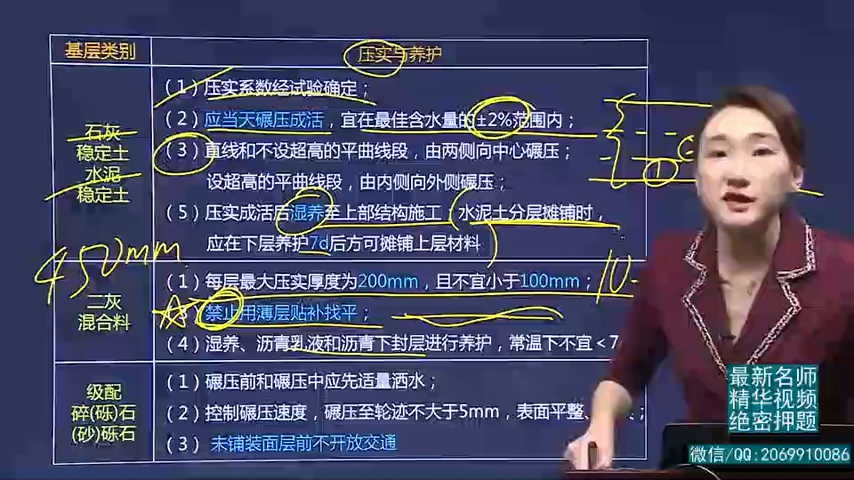 基层类别
压实与养护
石灰
稳定土
水泥
稳定土
(1)压实系数经试验确定；
(2)应当天碾压成活，宜在最佳含水量的±2%范围内；
(3)直线和不设超高的平曲线段，由两侧向中心碾压；
设超高的平曲线段，由内侧向外侧碾压；
(5)压实成活后湿养至上部结构施工（水泥土分层摊铺时，
应在下层养护7d后方可摊铺上层材料）
450mm
二灰
混合料
(1)每层最大压实厚度为200mm，且不宜小于100mm；
禁止用薄层贴补找平；
(4)湿养、沥青乳液和沥青下封层进行养护，常温下不宜＜7
级配
碎(砾)石
(砂)砾石
(1)碾压前和碾压中应先适量洒水；
(2)控制碾压速度，碾压至轮迹不大于5mm，表面平整、
(3)未铺装面层前不开放交通
①
10
最新名师
精华视频
绝密押题
微信/QQ:2069910086